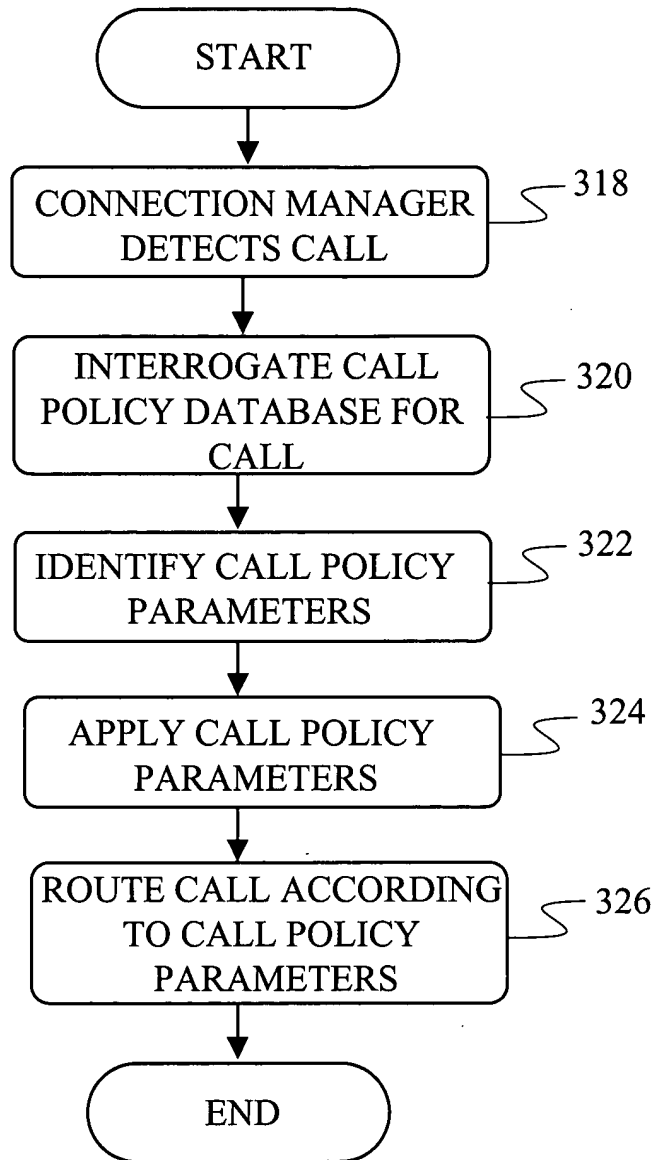 START
CONNECTION MANAGER
DETECTS CALL
318
INTERROGATE CALL
POLICY DATABASE FOR
CALL
320
IDENTIFY CALL POLICY
PARAMETERS
322
APPLY CALL POLICY
PARAMETERS
324
ROUTE CALL ACCORDING
TO CALL POLICY
PARAMETERS
326
END